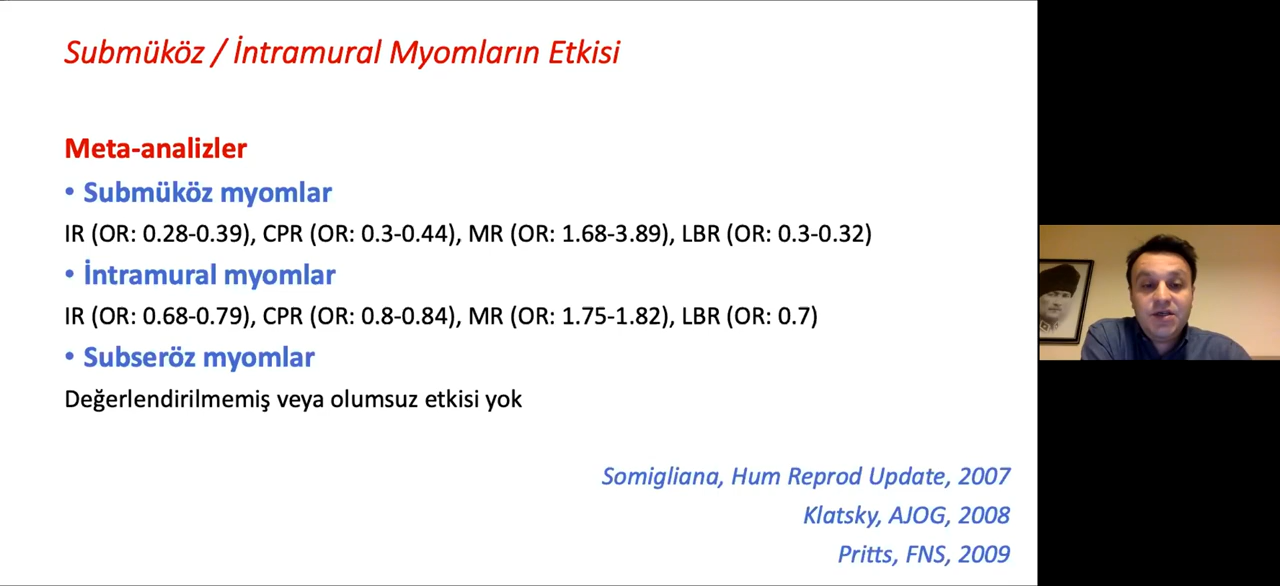 Submüköz / İntramural Myomların Etkisi
Meta-analizler
• Submüköz myomlar
IR (OR: 0.28-0.39), CPR (OR: 0.3-0.44), MR (OR: 1.68-3.89), LBR (OR: 0.3-0.32)
• İntramural myomlar
IR (OR: 0.68-0.79), CPR (OR: 0.8-0.84), MR (OR: 1.75-1.82), LBR (OR: 0.7)
• Subseröz myomlar
Değerlendirilmemiş veya olumsuz etkisi yok
Somigliana, Hum Reprod Update, 2007
Klatsky, AJOG, 2008
Pritts, FNS, 2009